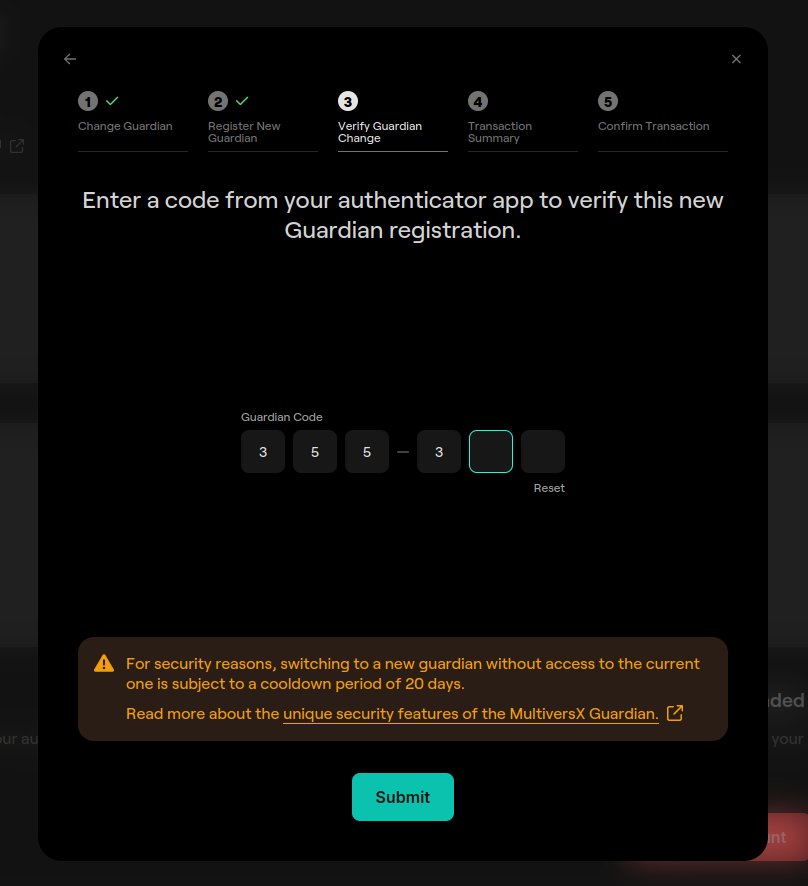 1 2 3 4 5
Change Guardian
Register New
Guardian
Verify Guardian
Change
Transaction
Summary
Confirm Transaction
Enter a code from your authenticator app to verify this new
Guardian registration.
Guardian Code
3 5 5 – 3
Reset
For security reasons, switching to a new guardian without access to the current
one is subject to a cooldown period of 20 days.
Read more about the unique security features of the MultiversX Guardian.
your
Submit